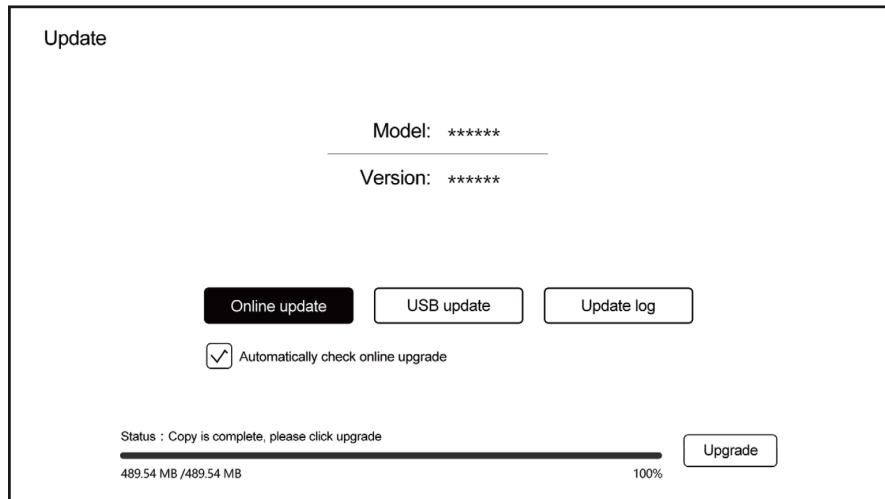 Update
Model: ******
Version: ******
Online update
USB update
Update log
Automatically check online upgrade
Status : Copy is complete, please click upgrade
Upgrade
489.54 MB /489.54 MB
100%